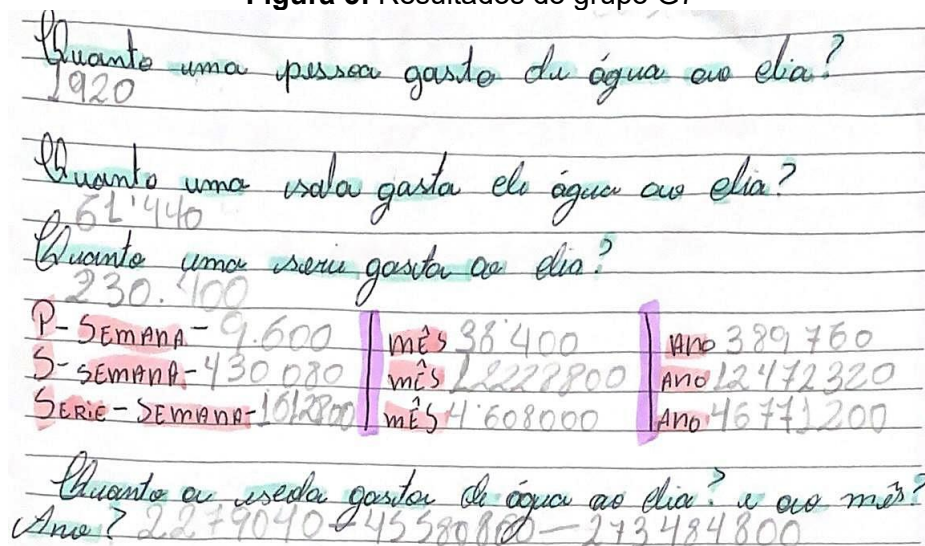 Figura 5. Resultados do grupo G7
Quanto uma pessoa gasta de água ao dia?
1920
Quanto uma sala gasta de água ao dia?
61.440
Quanto uma serie gasta ao dia?
230.400
P- SEMANA- 9.600 MÊS 38.400 ANO 389 760
S- SEMANA- 430 080 MÊS 12228800 ANO 12472320
SERIE- SEMANA- 1612800 MÊS 4.608000 ANO 46771200
Quanto a escola gasta de água ao dia? e ao mês?
Ano? 2279040 - 45580800 - 273484800